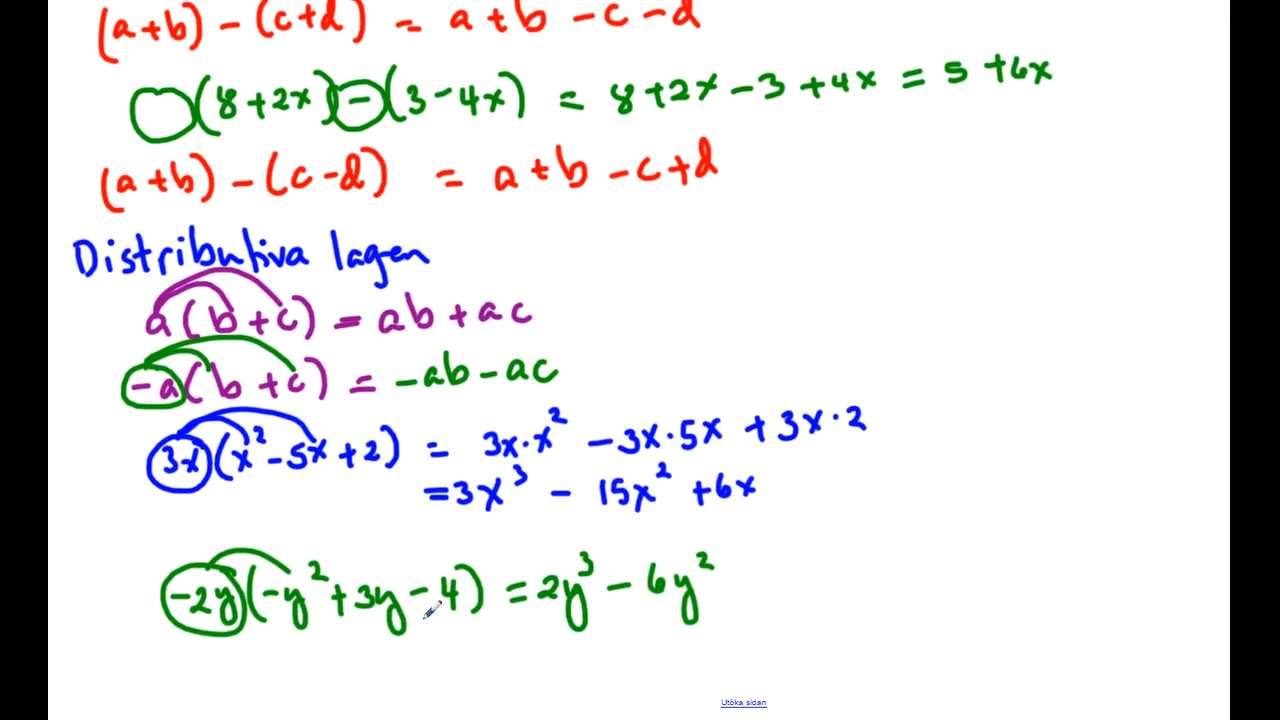 (a+b) - (c+d) = a+b-c-d
(8+2x) - (3-4x) = 8+2x-3+4x = 5+6x
(a+b) - (c-d) = a+b-c+d
Distributiva lagen
a(b+c) = ab+ac
-a(b+c) = -ab-ac
3x(x²-5x+2) = 3x·x² - 3x·5x + 3x·2
= 3x³ - 15x² + 6x
-2y(-y²+3y-4) = 2y³ - 6y²
Utöka sidan